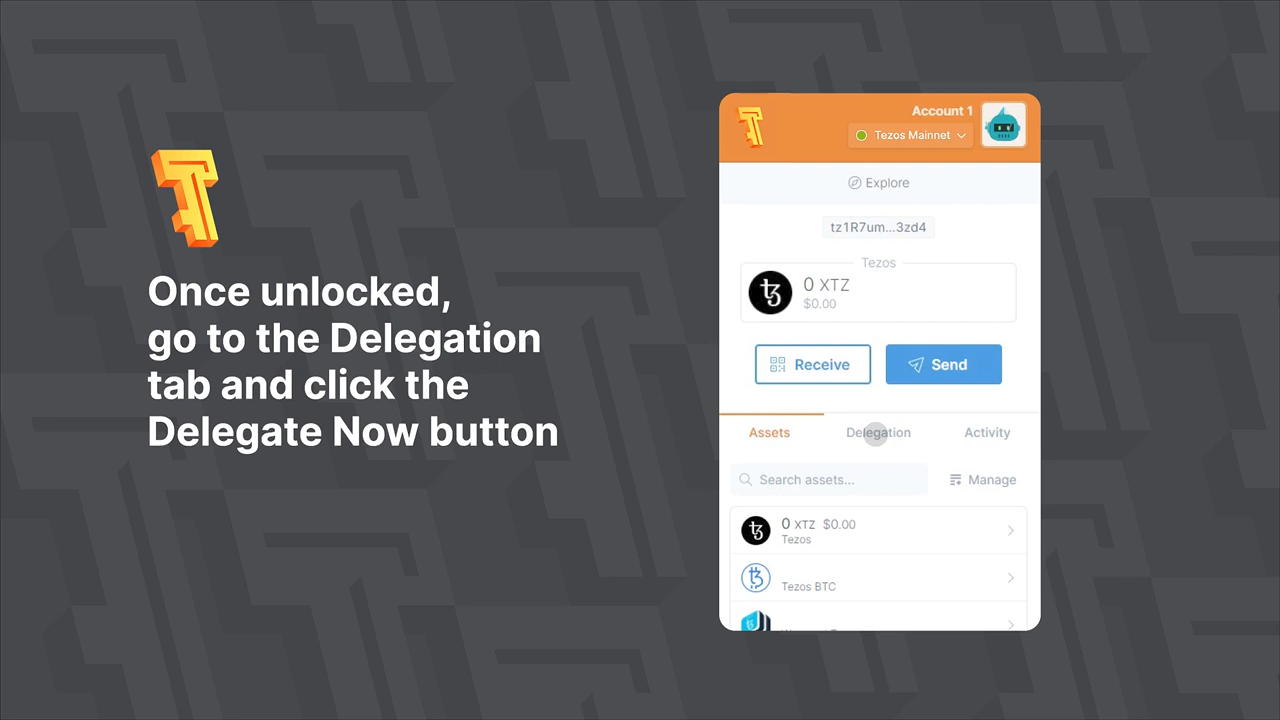 Once unlocked,
go to the Delegation
tab and click the
Delegate Now button
Account 1
Tezos Mainnet
Explore
tz1R7um...3zd4
Tezos
0 XTZ
$0.00
Receive
Send
Assets
Delegation
Activity
Search assets...
Manage
0 XTZ $0.00
Tezos
Tezos BTC